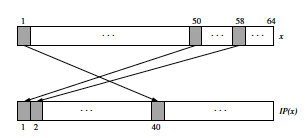 1 50 58 64
... ... ... x
... ... IP(x)
1 2 40